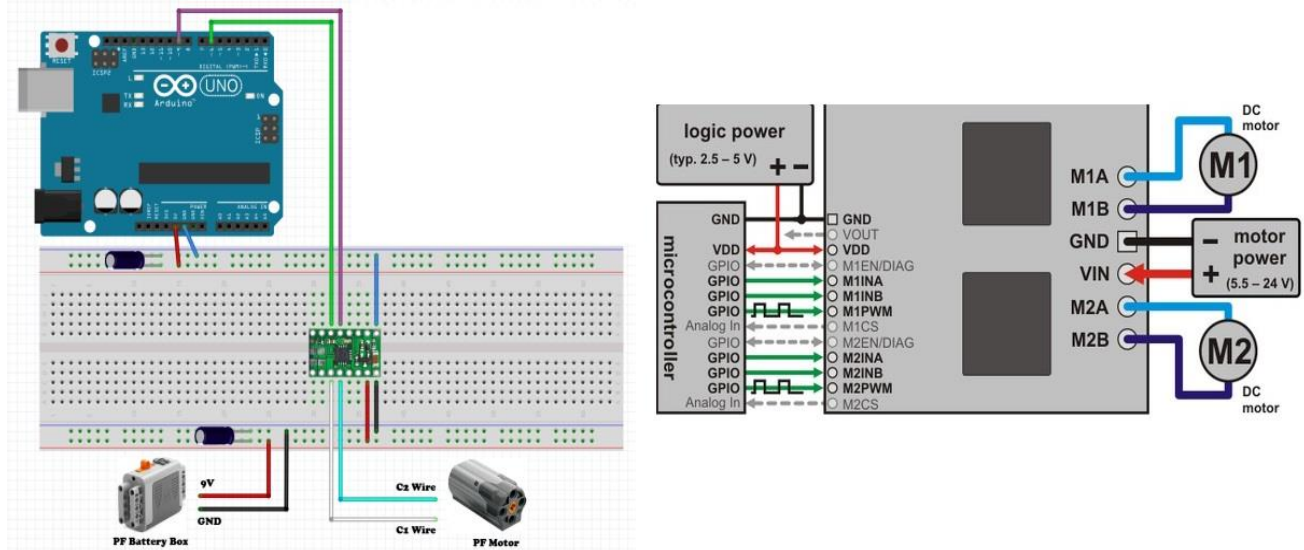 RESET
ICSP2
L
TX
RX
Arduino
UNO
ON
ICSP
DIGITAL (PWM~)
POWER
ANALOG IN
9V
GND
PF Battery Box
C2 Wire
C1 Wire
PF Motor
logic power
(typ. 2.5 – 5 V)
+ −
microcontroller
GND
VDD
GPIO
GPIO
GPIO
GPIO
Analog In
GPIO
GPIO
GPIO
GPIO
Analog In
GND
VOUT
VDD
M1EN/DIAG
M1INA
M1INB
M1PWM
M1CS
M2EN/DIAG
M2INA
M2INB
M2PWM
M2CS
M1A
M1B
GND
VIN
M2A
M2B
DC
motor
M1
− motor
power
+ (5.5 – 24 V)
M2
DC
motor